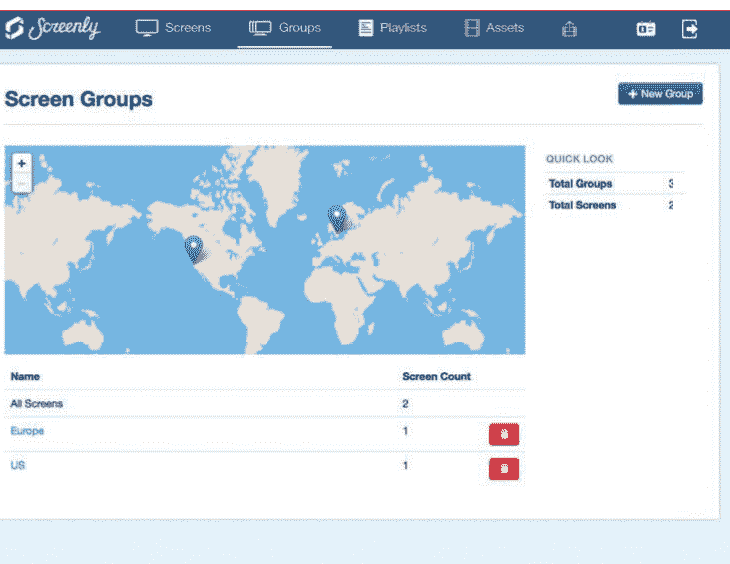 Screenly Screens Groups Playlists Assets
Screen Groups
+ New Group
+
−
QUICK LOOK
Total Groups 3
Total Screens 2
Name Screen Count
All Screens 2
Europe 1
US 1